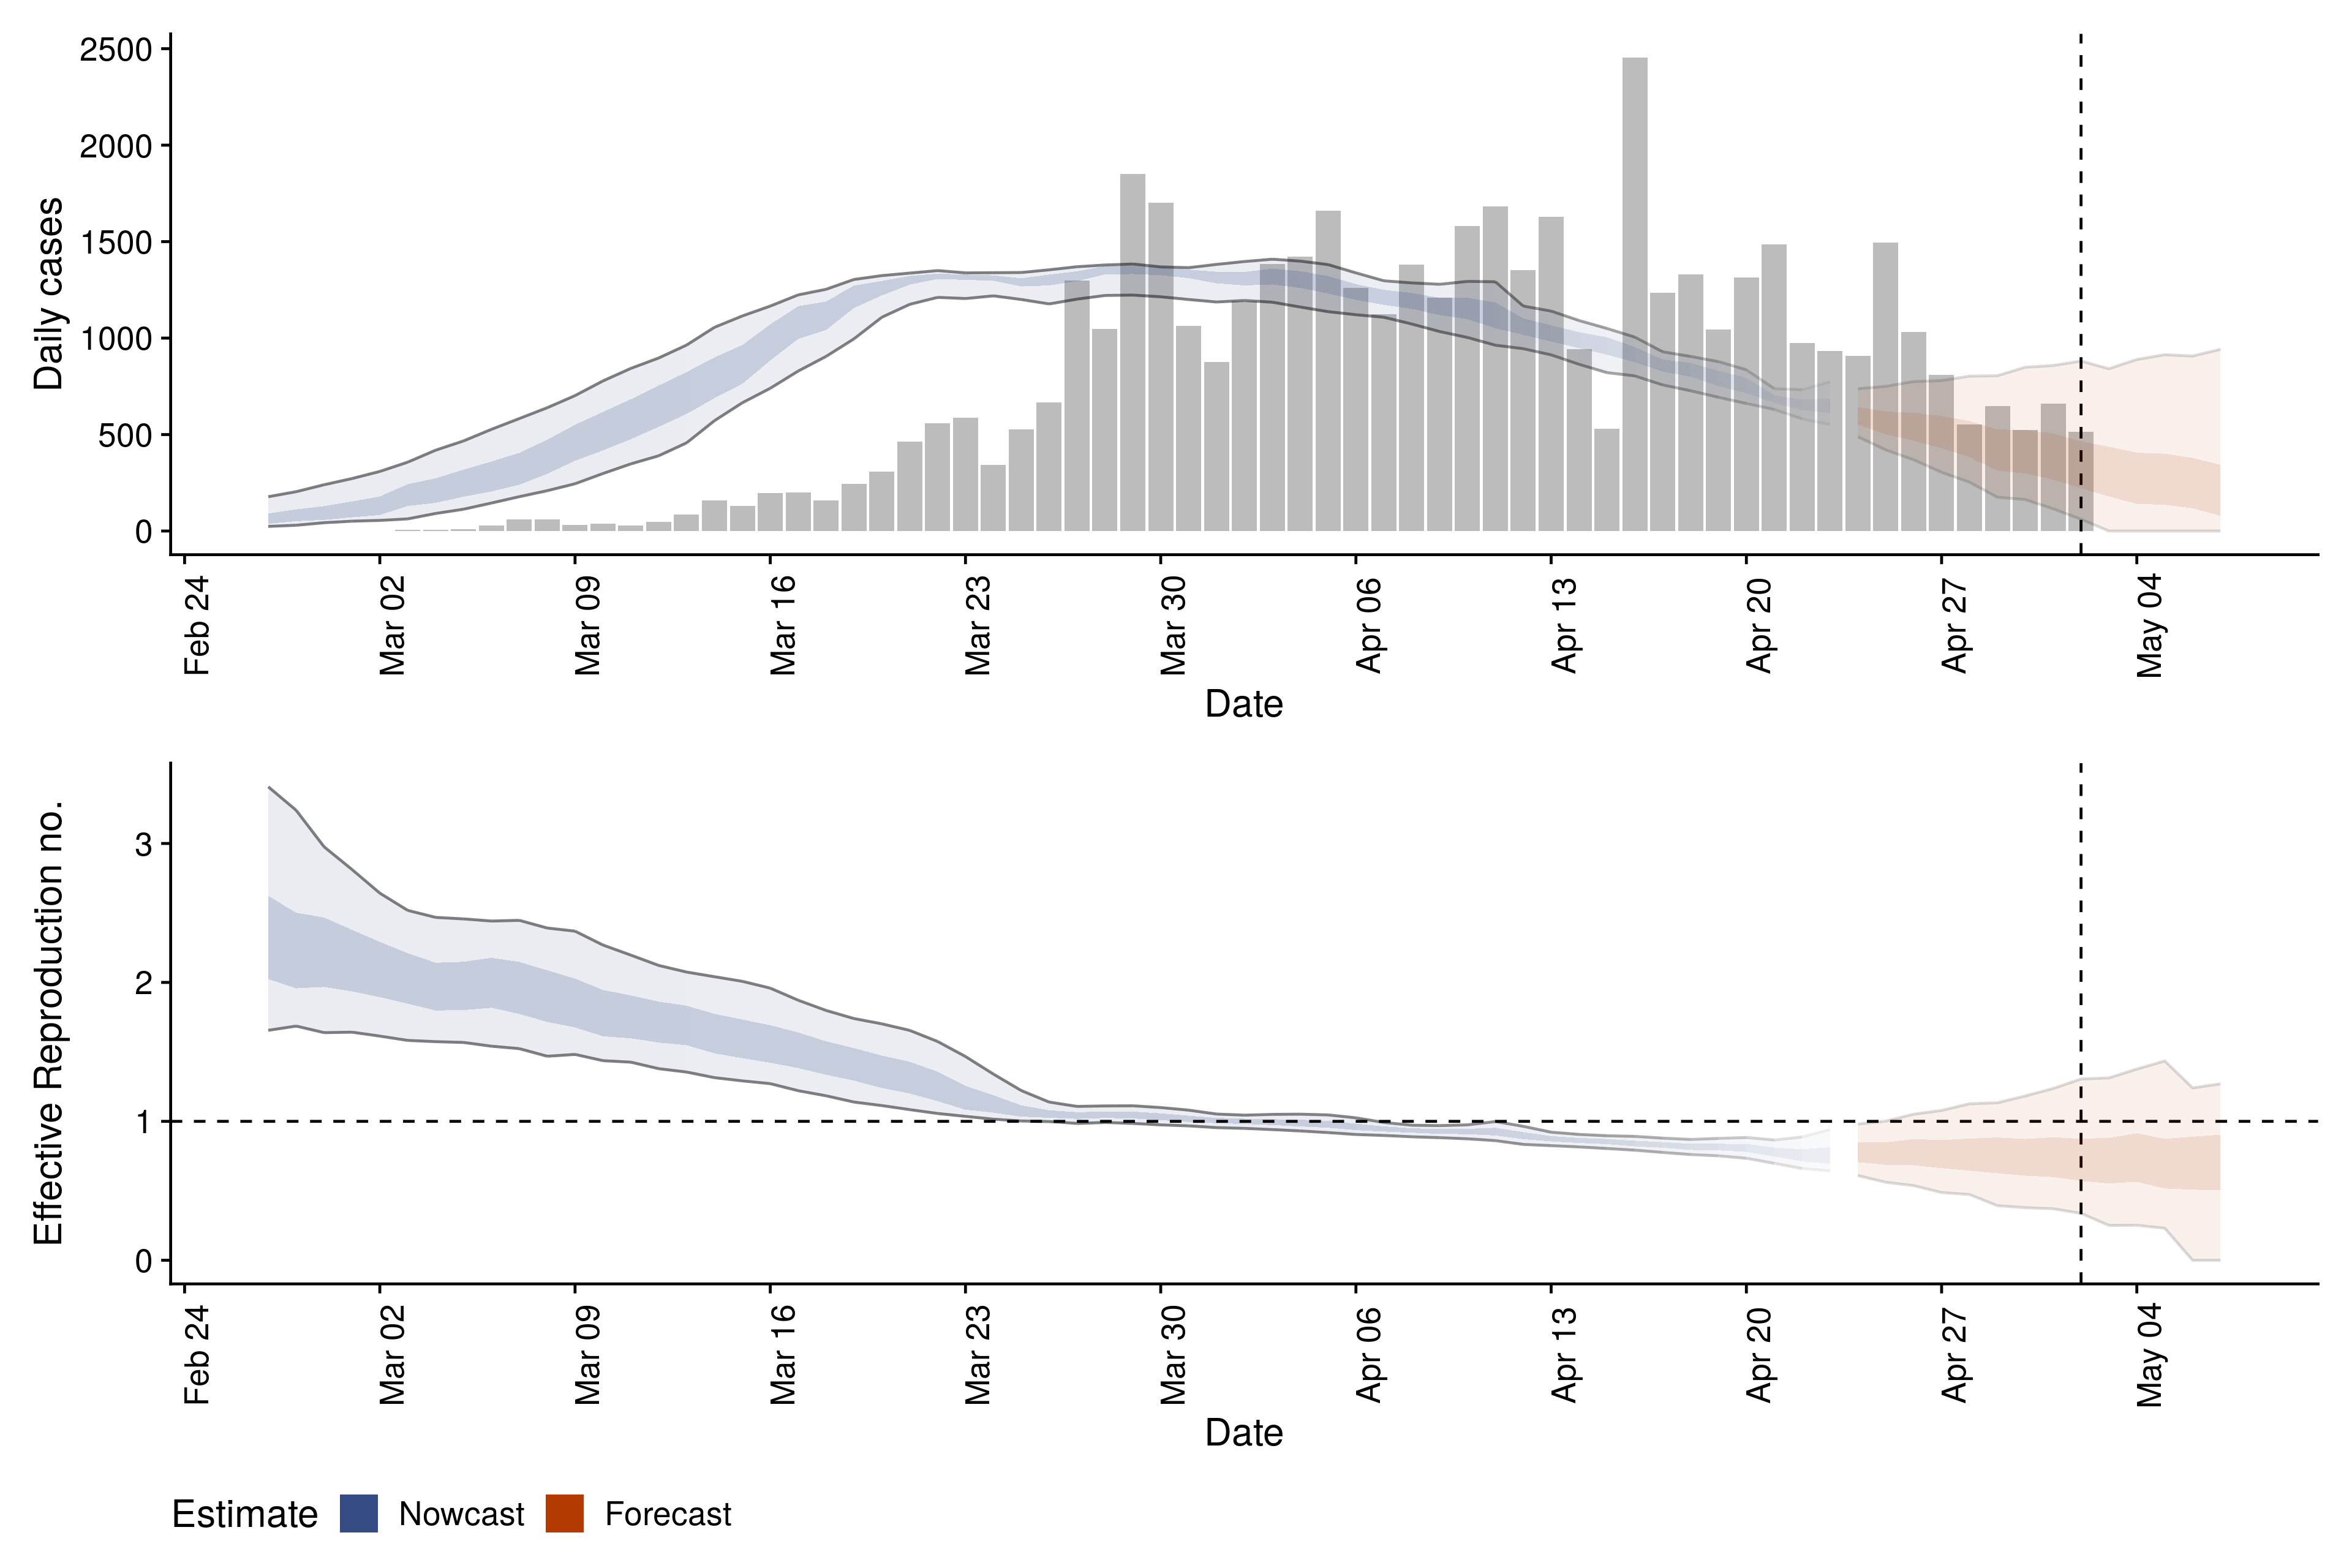 Daily cases
2500
2000
1500
1000
500
0
Feb 24
Mar 02
Mar 09
Mar 16
Mar 23
Mar 30
Apr 06
Apr 13
Apr 20
Apr 27
May 04
Date
Effective Reproduction no.
3
2
1
0
Feb 24
Mar 02
Mar 09
Mar 16
Mar 23
Mar 30
Apr 06
Apr 13
Apr 20
Apr 27
May 04
Date
Estimate Nowcast Forecast